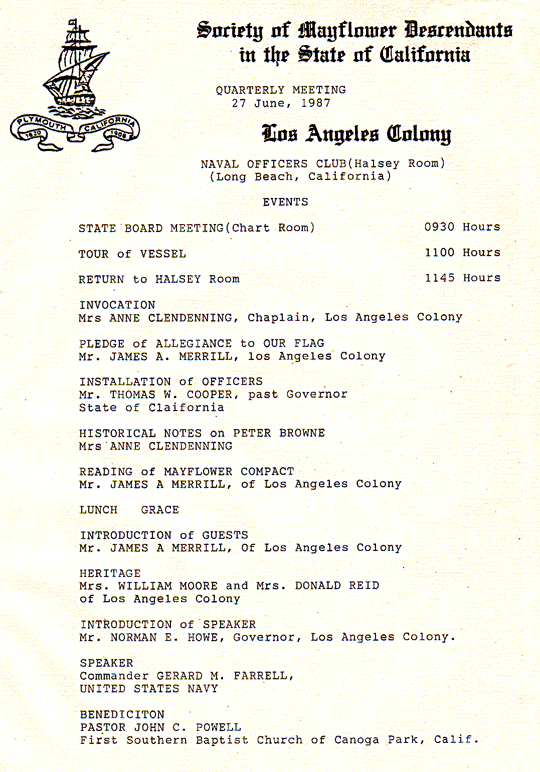 Society of Mayflower Descendants
in the State of California
PLYMOUTH CALIFORNIA
1620 1906
QUARTERLY MEETING
27 June, 1987
Los Angeles Colony
NAVAL OFFICERS CLUB(Halsey Room)
(Long Beach, California)
EVENTS
STATE BOARD MEETING(Chart Room) 0930 Hours
TOUR of VESSEL 1100 Hours
RETURN to HALSEY Room 1145 Hours
INVOCATION
Mrs ANNE CLENDENNING, Chaplain, Los Angeles Colony
PLEDGE of ALLEGIANCE to OUR FLAG
Mr. JAMES A. MERRILL, los Angeles Colony
INSTALLATION of OFFICERS
Mr. THOMAS W. COOPER, past Governor
State of Claifornia
HISTORICAL NOTES on PETER BROWNE
Mrs ANNE CLENDENNING
READING of MAYFLOWER COMPACT
Mr. JAMES A MERRILL, of Los Angeles Colony
LUNCH GRACE
INTRODUCTION of GUESTS
Mr. JAMES A MERRILL, Of Los Angeles Colony
HERITAGE
Mrs. WILLIAM MOORE and Mrs. DONALD REID
of Los Angeles Colony
INTRODUCTION of SPEAKER
Mr. NORMAN E. HOWE, Governor, Los Angeles Colony.
SPEAKER
Commander GERARD M. FARRELL,
UNITED STATES NAVY
BENEDICITON
PASTOR JOHN C. POWELL
First Southern Baptist Church of Canoga Park, Calif.